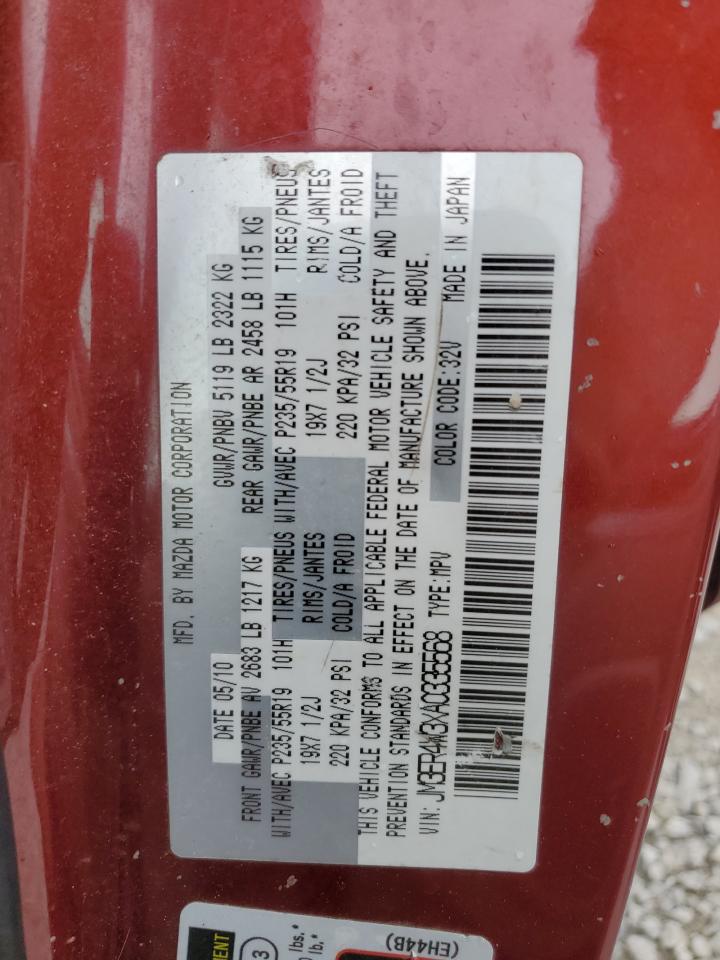 MFD. BY MAZDA MOTOR CORPORATION
DATE 05/10 GVWR/PNBV 5119 LB 2322 KG
FRONT GAWR/PNBE AV 2683 LB 1217 KG REAR GAWR/PNBE AR 2458 LB 1115 KG
WITH/AVEC P235/55R19 101H TIRES/PNEUS WITH/AVEC P235/55R19 101H TIRES/PNEUS
19X7 1/2J RIMS/JANTES 19X7 1/2J RIMS/JANTES
220 KPA/32 PSI COLD/A FROID 220 KPA/32 PSI COLD/A FROID
THIS VEHICLE CONFORMS TO ALL APPLICABLE FEDERAL MOTOR VEHICLE SAFETY AND THEFT
PREVENTION STANDARDS IN EFFECT ON THE DATE OF MANUFACTURE SHOWN ABOVE.
VIN: JM3ER4W3XA0335568 TYPE:MPV COLOR CODE:32V MADE IN JAPAN
lbs.*
lb.*
(EH44B)